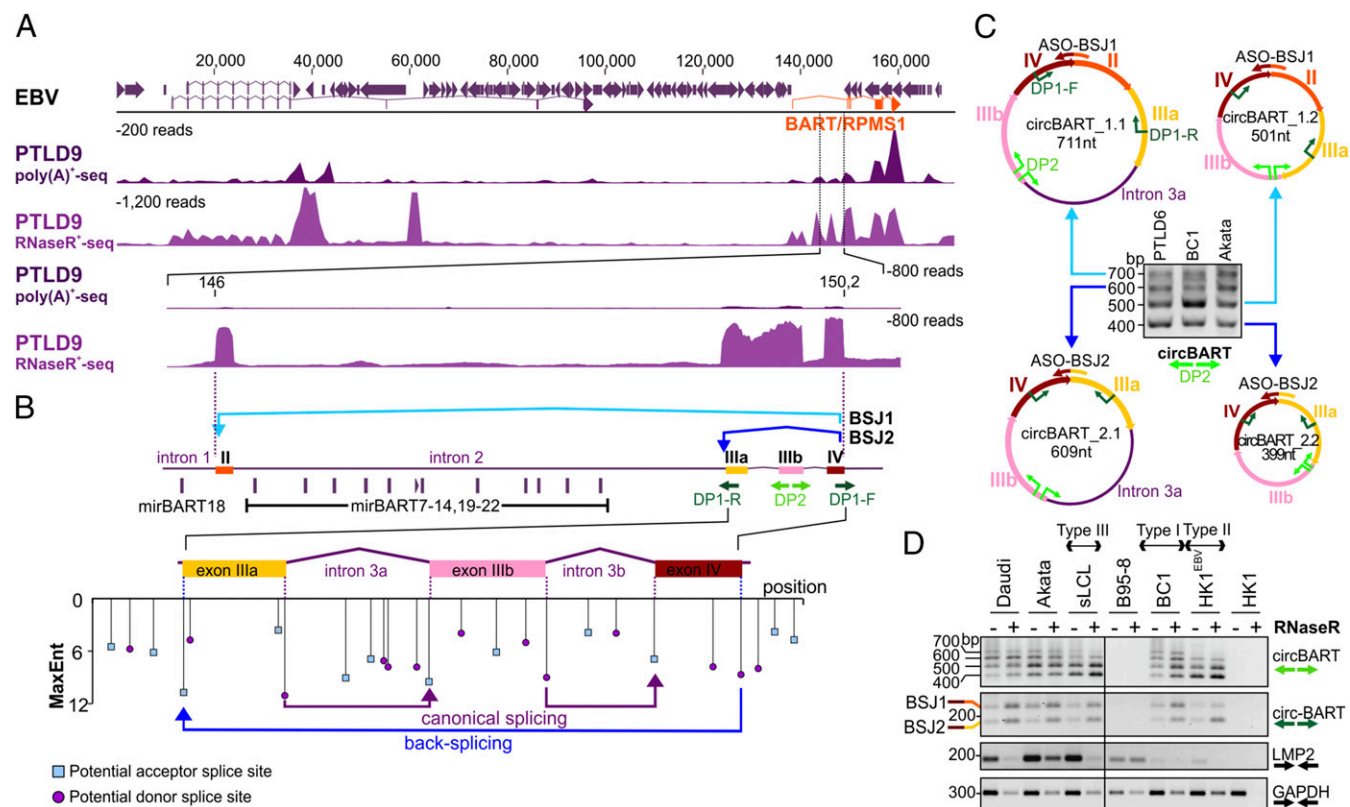 A
20,000 40,000 60,000 80,000 100,000 120,000 140,000 160,000
EBV
BART/RPMS1
-200 reads
PTLD9
poly(A)+-seq
-1,200 reads
PTLD9
RNaseR+-seq
-800 reads
PTLD9
poly(A)+-seq
146 150,2
-800 reads
PTLD9
RNaseR+-seq
B
BSJ1
BSJ2
intron 1 II intron 2 IIIa IIIb IV
mirBART18 mirBART7-14,19-22 DP1-R DP2 DP1-F
exon IIIa intron 3a exon IIIb intron 3b exon IV
position
0
6
12
MaxEnt
canonical splicing
back-splicing
Potential acceptor splice site
Potential donor splice site
C
ASO-BSJ1
IV II
DP1-F
IIIb IIIa
circBART_1.1
711nt
DP1-R
DP2
Intron 3a
ASO-BSJ1
IV II
circBART_1.2
501nt
IIIb IIIa
PTLD6 BC1 Akata
bp
700
600
500
400
circBART
DP2
ASO-BSJ2
IV IIIa
circBART_2.1
609nt
IIIb
Intron 3a
ASO-BSJ2
IV IIIa
circBART_2.2
399nt
IIIb
D
Type III Type I Type II
Daudi Akata sLCL B95-8 BC1 HK1EBV HK1
- + - + - + - + - + - + - + RNaseR
700 bp
600
500
400
circBART
BSJ1
200
BSJ2
circ-BART
200
LMP2
300
GAPDH